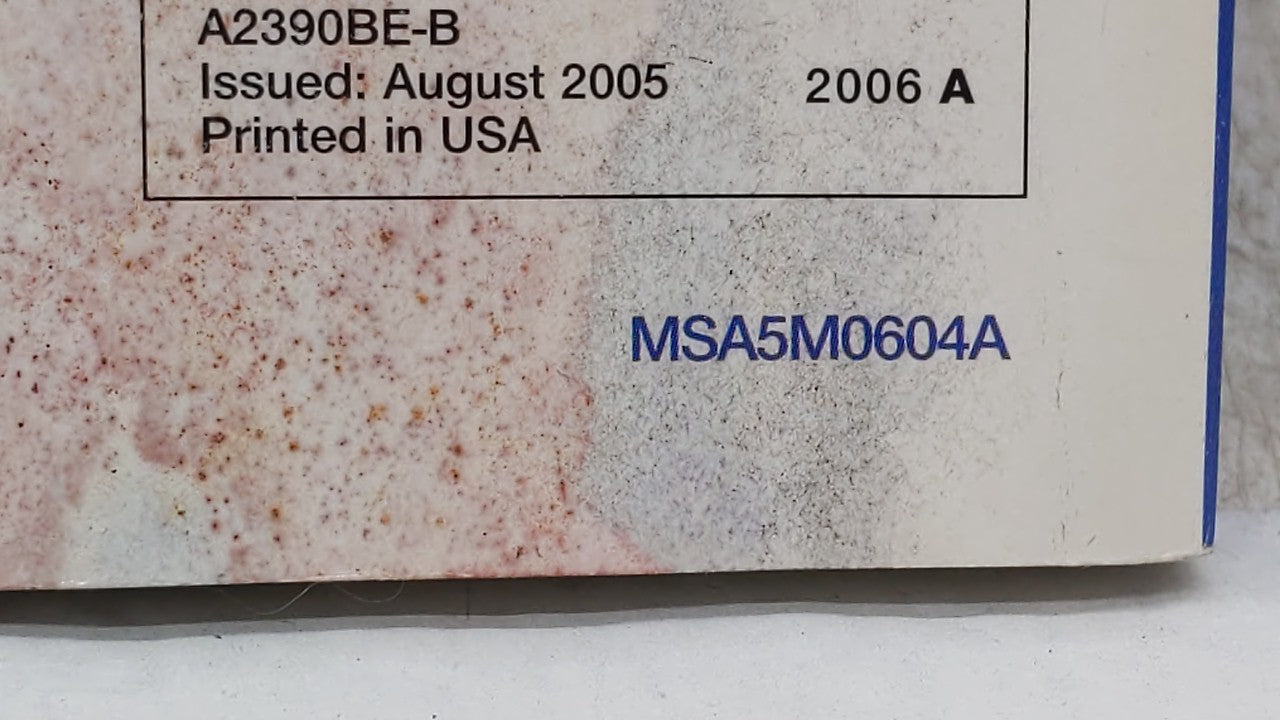 A2390BE-B
Issued: August 2005
2006 A
Printed in USA
MSA5M0604A